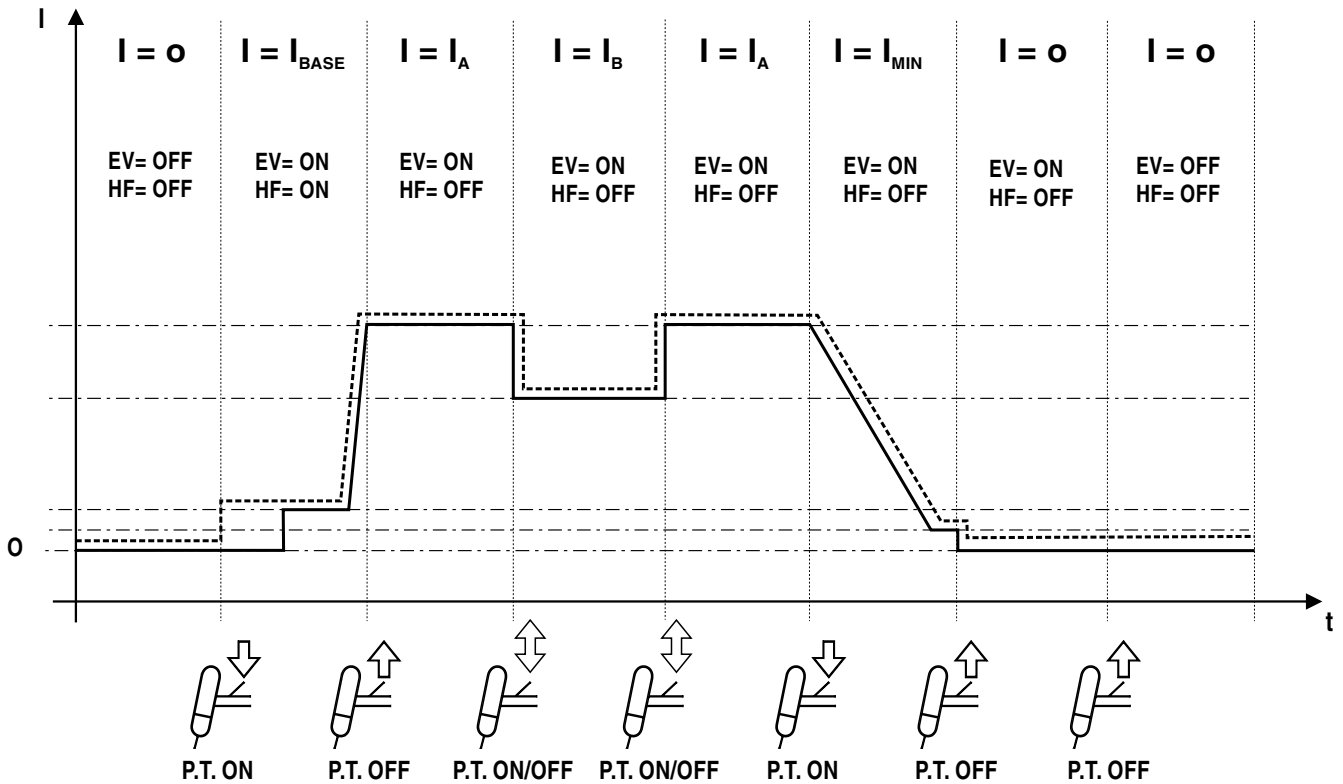 I
I = o I = I_BASE I = I_A I = I_B I = I_A I = I_MIN I = o I = o
EV= OFF EV= ON EV= ON EV= ON EV= ON EV= ON EV= ON EV= OFF
HF= OFF HF= ON HF= OFF HF= OFF HF= OFF HF= OFF HF= OFF HF= OFF
O
t
P.T. ON P.T. OFF P.T. ON/OFF P.T. ON/OFF P.T. ON P.T. OFF P.T. OFF